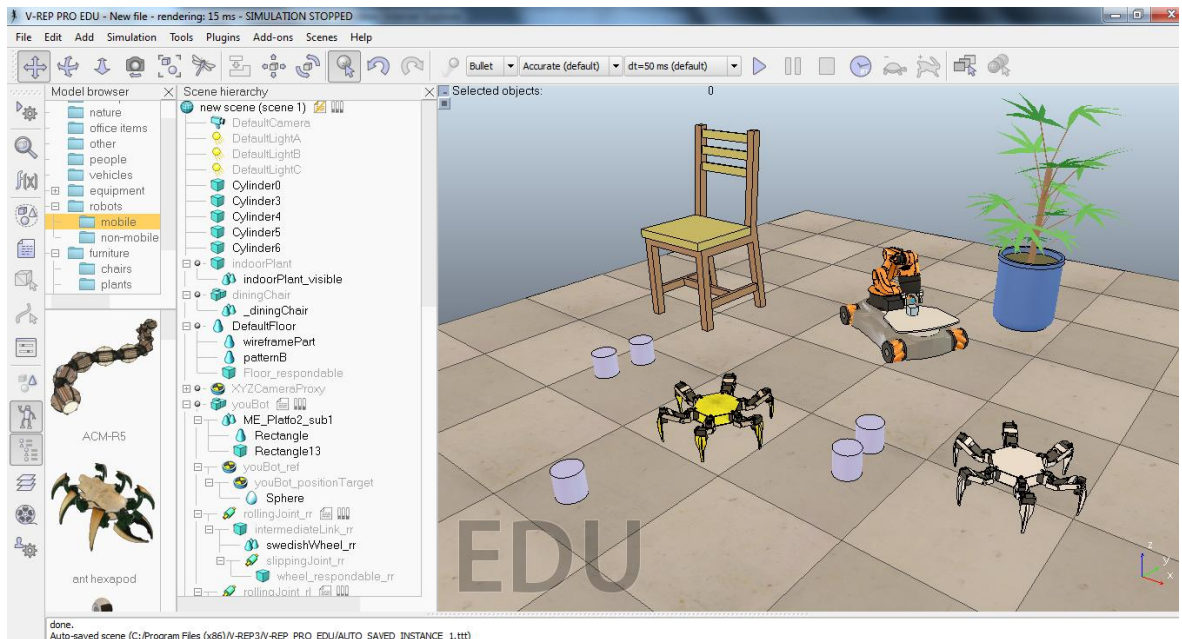 V-REP PRO EDU - New file - rendering: 15 ms - SIMULATION STOPPED
File Edit Add Simulation Tools Plugins Add-ons Scenes Help
Bullet Accurate (default) dt=50 ms (default)
Model browser
nature
office items
other
people
vehicles
equipment
robots
mobile
non-mobile
furniture
chairs
plants
ACM-R5
ant hexapod
Scene hierarchy
new scene (scene 1)
DefaultCamera
DefaultLightA
DefaultLightB
DefaultLightC
Cylinder0
Cylinder3
Cylinder4
Cylinder5
Cylinder6
indoorPlant
indoorPlant_visible
diningChair
_diningChair
DefaultFloor
wireframePart
patternB
Floor_respondable
XYZCameraProxy
youBot
ME_Platfo2_sub1
Rectangle
Rectangle13
youBot_ref
youBot_positionTarget
Sphere
rollingJoint_rr
intermediateLink_rr
swedishWheel_rr
slippingJoint_rr
wheel_respondable_rr
rollingJoint_rl
Selected objects: 0
EDU
z
y
x
f(x)
done.
Auto-saved scene (C:/Program Files (x86)/V-REP3/V-REP_PRO_EDU/AUTO_SAVED_INSTANCE_1.ttt)